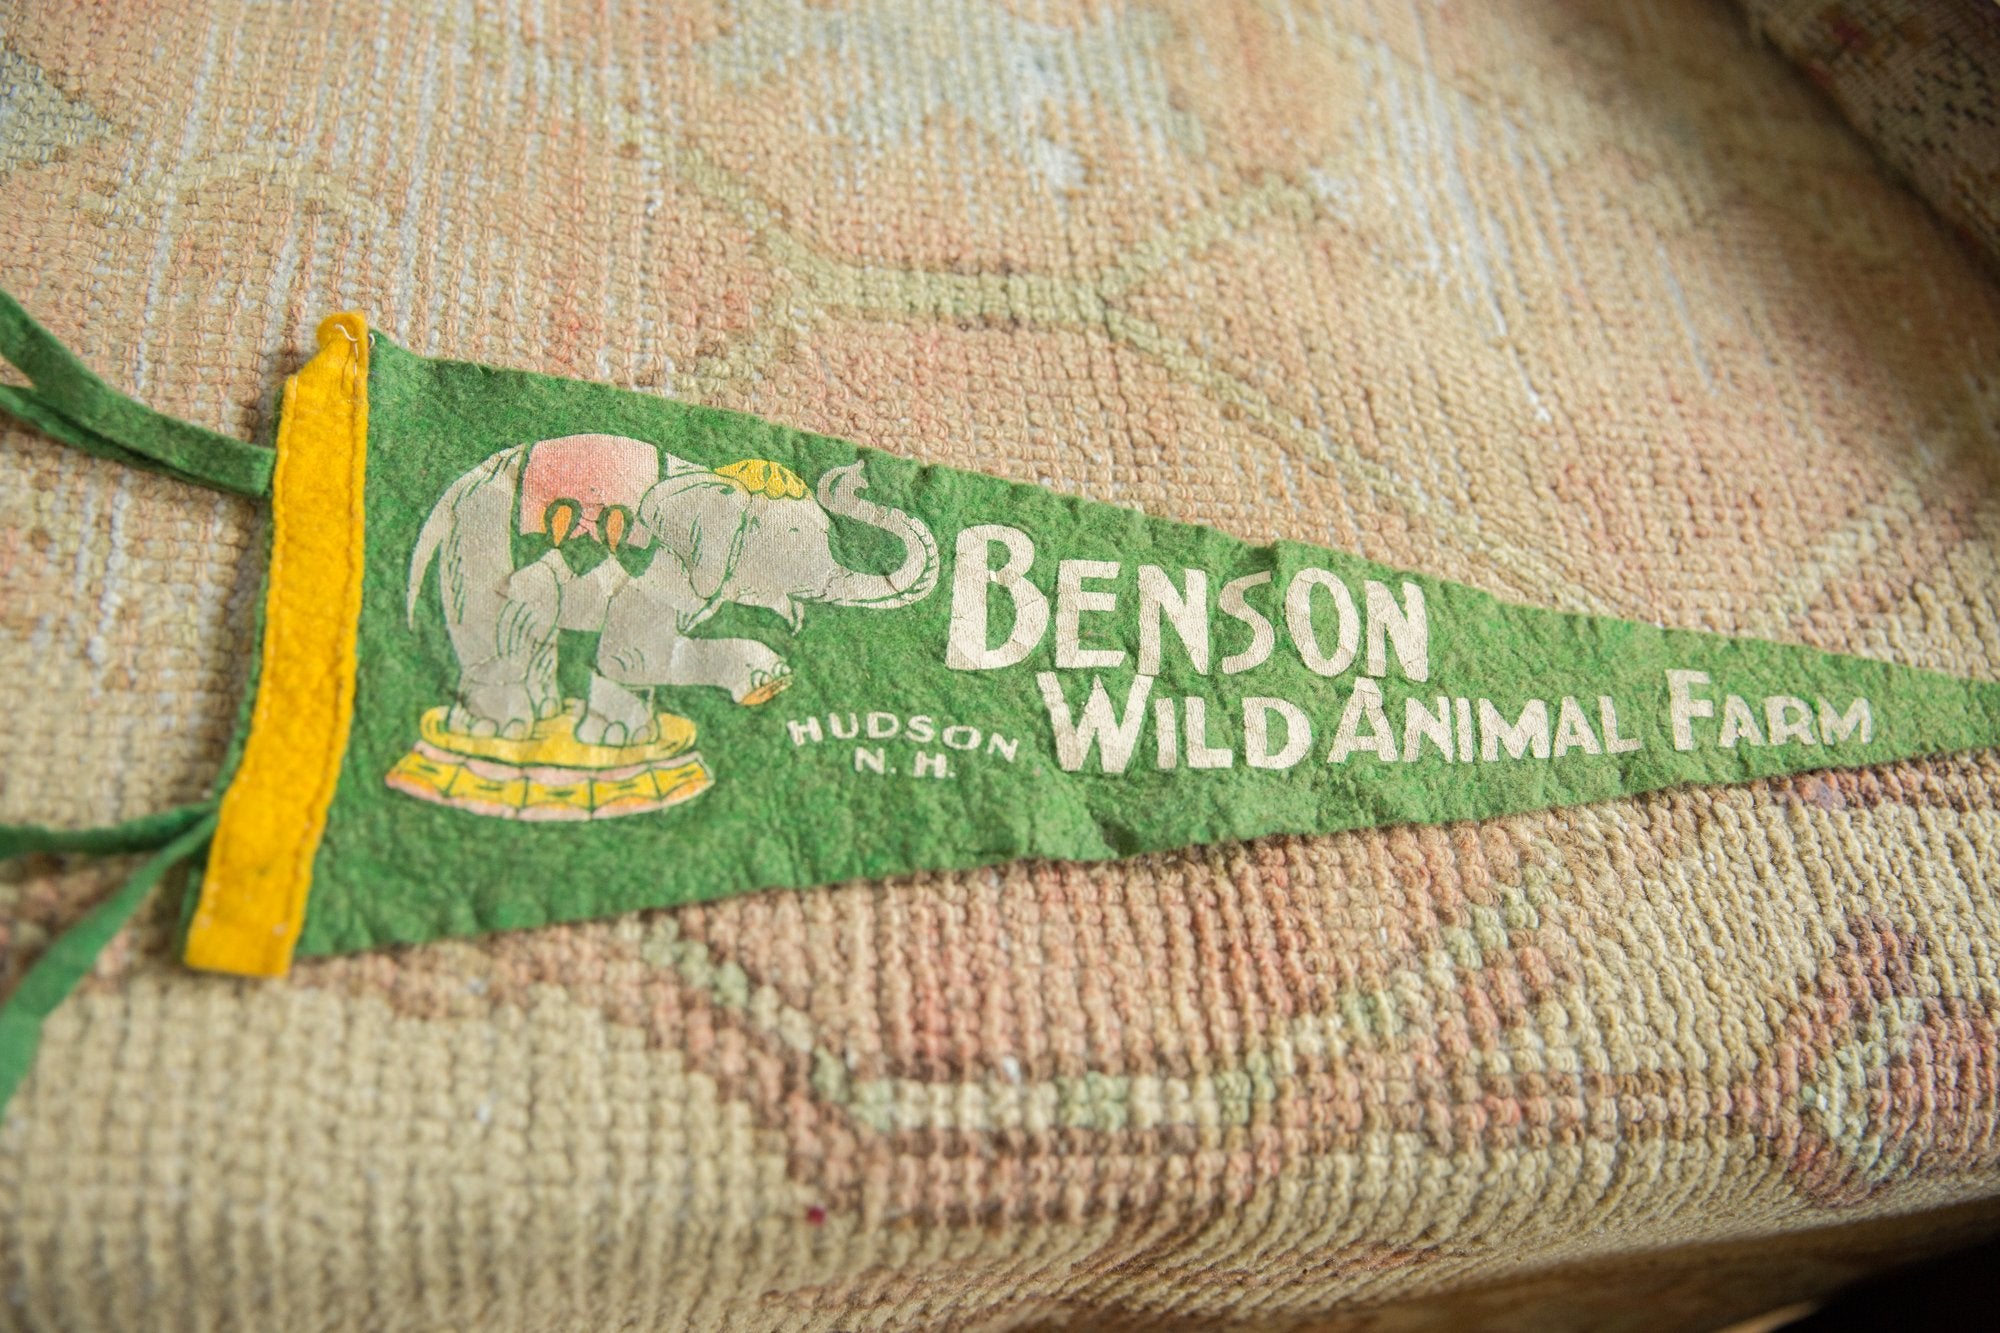 BENSON
WILD ANIMAL FARM
HUDSON
N. H.